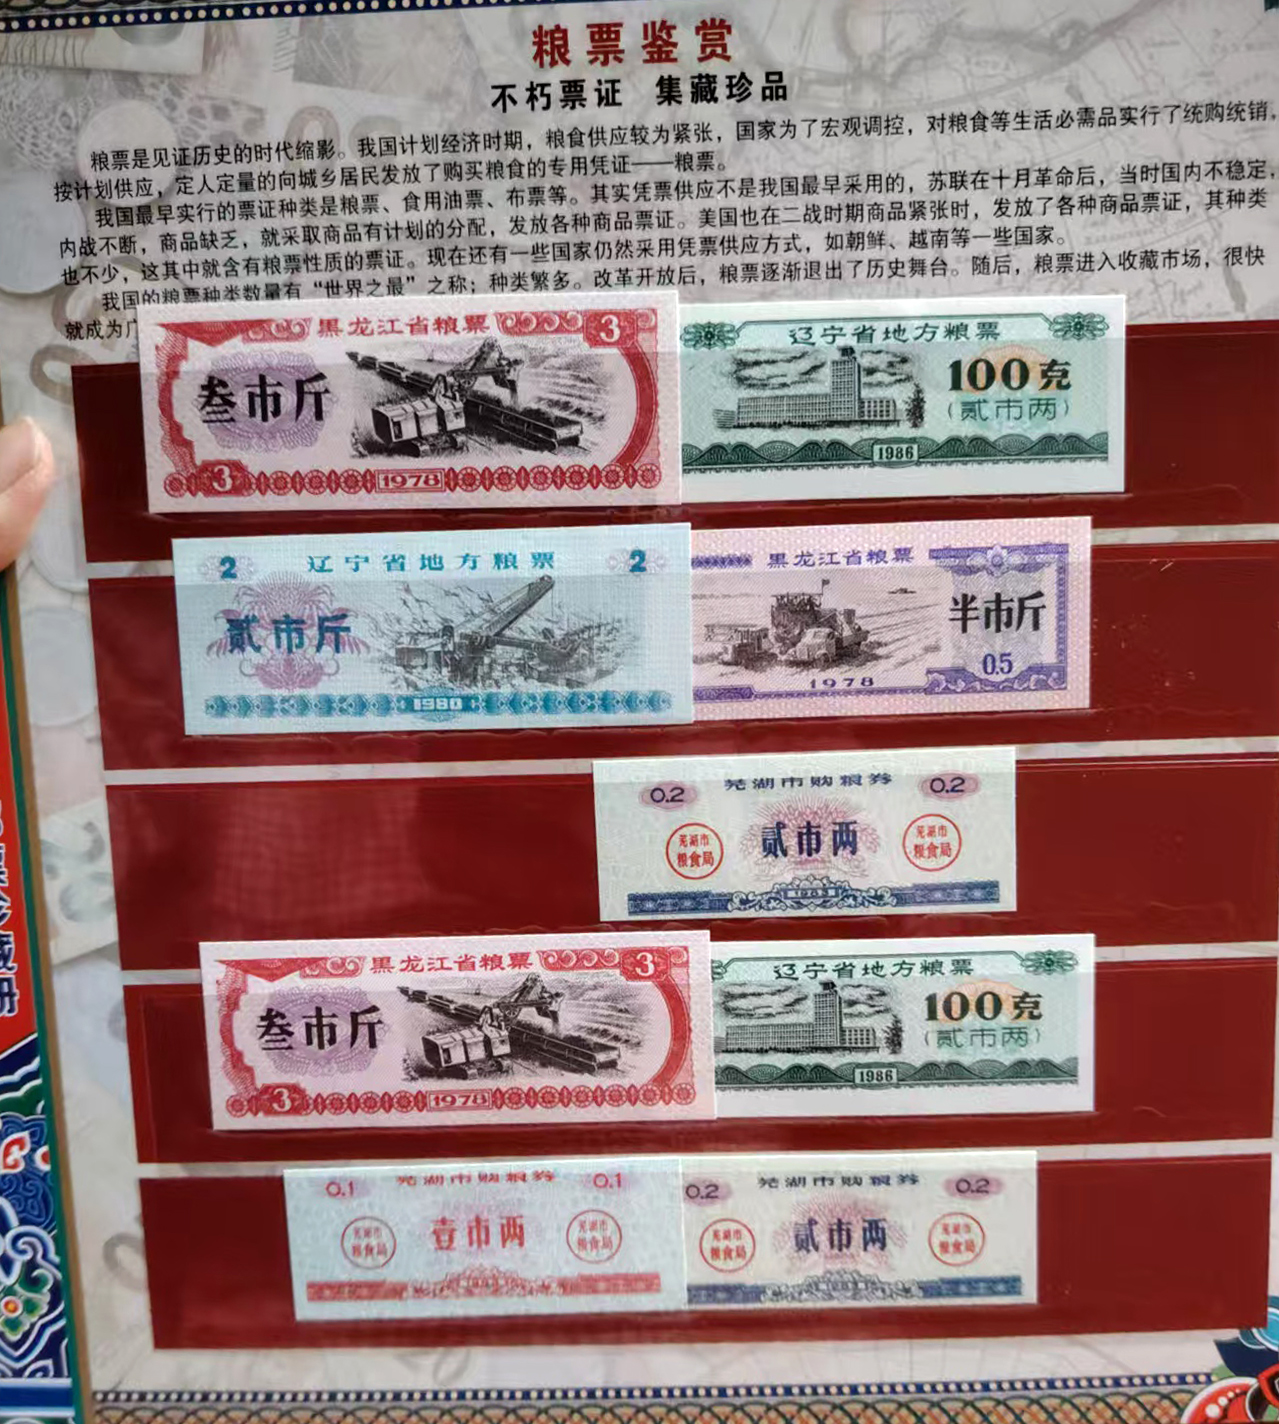 粮票鉴赏
不朽票证 集藏珍品
粮票是见证历史的时代缩影。我国计划经济时期，粮食供应较为紧张，国家为了宏观调控，对粮食等生活必需品实行了统购统销，
按计划供应，定人定量的向城乡居民发放了购买粮食的专用凭证——粮票。
我国最早实行的票证种类是粮票、食用油票、布票等。其实凭票供应不是我国最早采用的，苏联在十月革命后，当时国内不稳定，
内战不断，商品缺乏，就采取商品有计划的分配，发放各种商品票证。美国也在二战时期商品紧张时，发放了各种商品票证，其种类
也不少，这其中就含有粮票性质的票证。现在还有一些国家仍然采用凭票供应方式，如朝鲜、越南等一些国家。
我国的粮票种类数量有“世界之最”之称；种类繁多。改革开放后，粮票逐渐退出了历史舞台。随后，粮票进入收藏市场，很快
就成为广
黑龙江省粮票
3
叁市斤
3
1978
辽宁省地方粮票
100克
(贰市两)
1986
2
辽宁省地方粮票
2
贰市斤
1980
黑龙江省粮票
半市斤
0.5
1978
芜湖市购粮券
0.2
0.2
芜湖市
粮食局
贰市两
芜湖市
粮食局
1983
黑龙江省粮票
3
叁市斤
3
1978
辽宁省地方粮票
100克
(贰市两)
1986
芜湖市购粮券
0.1
0.1
芜湖市
粮食局
壹市两
芜湖市
粮食局
芜湖市购粮券
0.2
0.2
芜湖市
粮食局
贰市两
芜湖市
粮食局
藏册